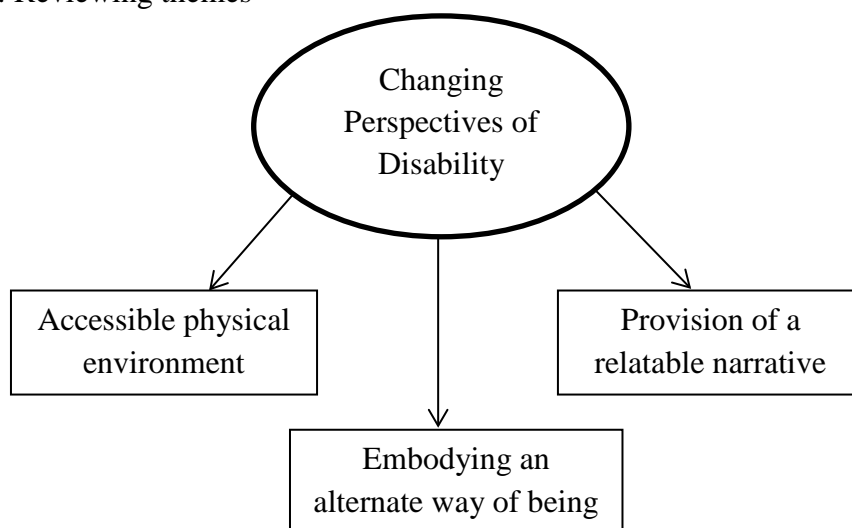 . Reviewing themes
Changing
Perspectives of
Disability
Accessible physical
environment
Provision of a
relatable narrative
Embodying an
alternate way of being